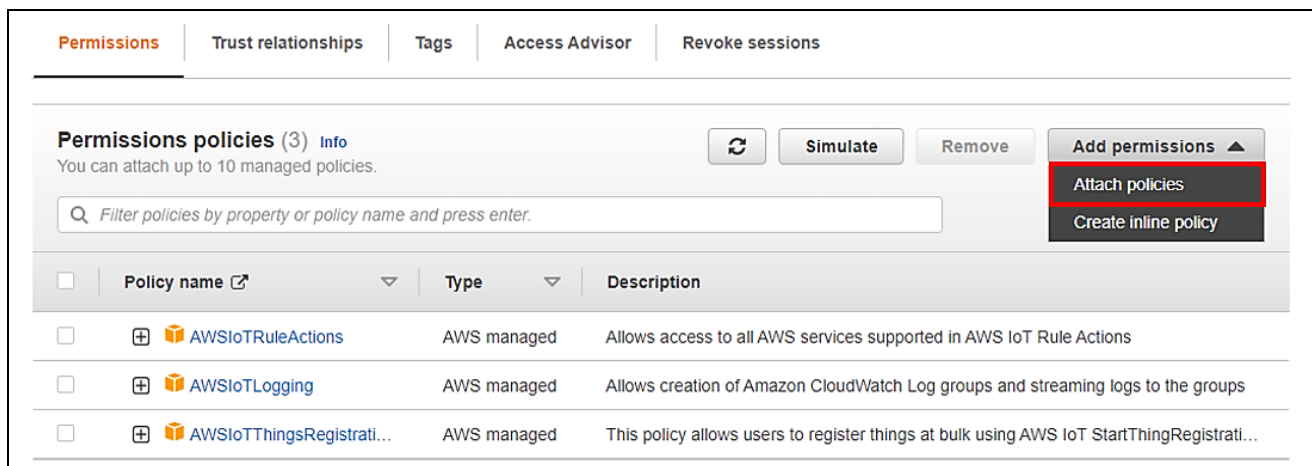 Permissions Trust relationships Tags Access Advisor Revoke sessions
Permissions policies (3) Info
You can attach up to 10 managed policies.
Simulate Remove Add permissions
Attach policies
Filter policies by property or policy name and press enter.
Create inline policy
Policy name Type Description
AWSIoTRuleActions AWS managed Allows access to all AWS services supported in AWS IoT Rule Actions
AWSIoTLogging AWS managed Allows creation of Amazon CloudWatch Log groups and streaming logs to the groups
AWSIoTThingsRegistrati... AWS managed This policy allows users to register things at bulk using AWS IoT StartThingRegistrati...